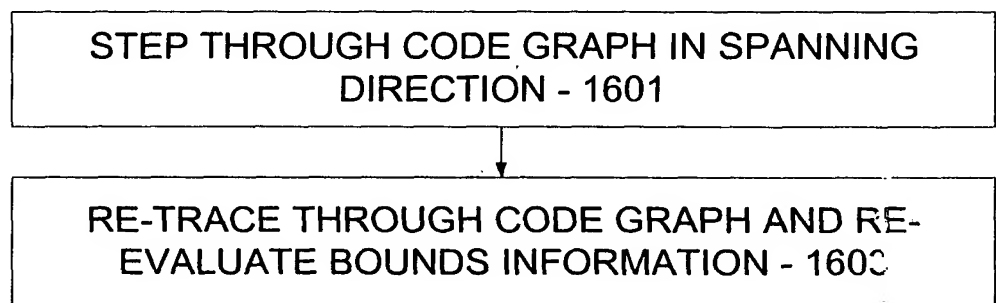 STEP THROUGH CODE GRAPH IN SPANNING
DIRECTION - 1601
RE-TRACE THROUGH CODE GRAPH AND RE-
EVALUATE BOUNDS INFORMATION -